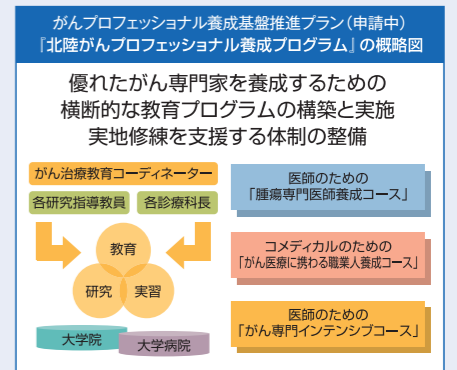 がんプロフェッショナル養成基盤推進プラン（申請中）
『北陸がんプロフェッショナル養成プログラム』の概略図
優れたがん専門家を養成するための
横断的な教育プログラムの構築と実施
実地修練を支援する体制の整備
がん治療教育コーディネーター
各研究指導教員
各診療科長
教育
研究
実習
大学院
大学病院
医師のための
「腫瘍専門医師養成コース」
コメディカルのための
「がん医療に携わる職業人養成コース」
医師のための
「がん専門インテンシブコース」